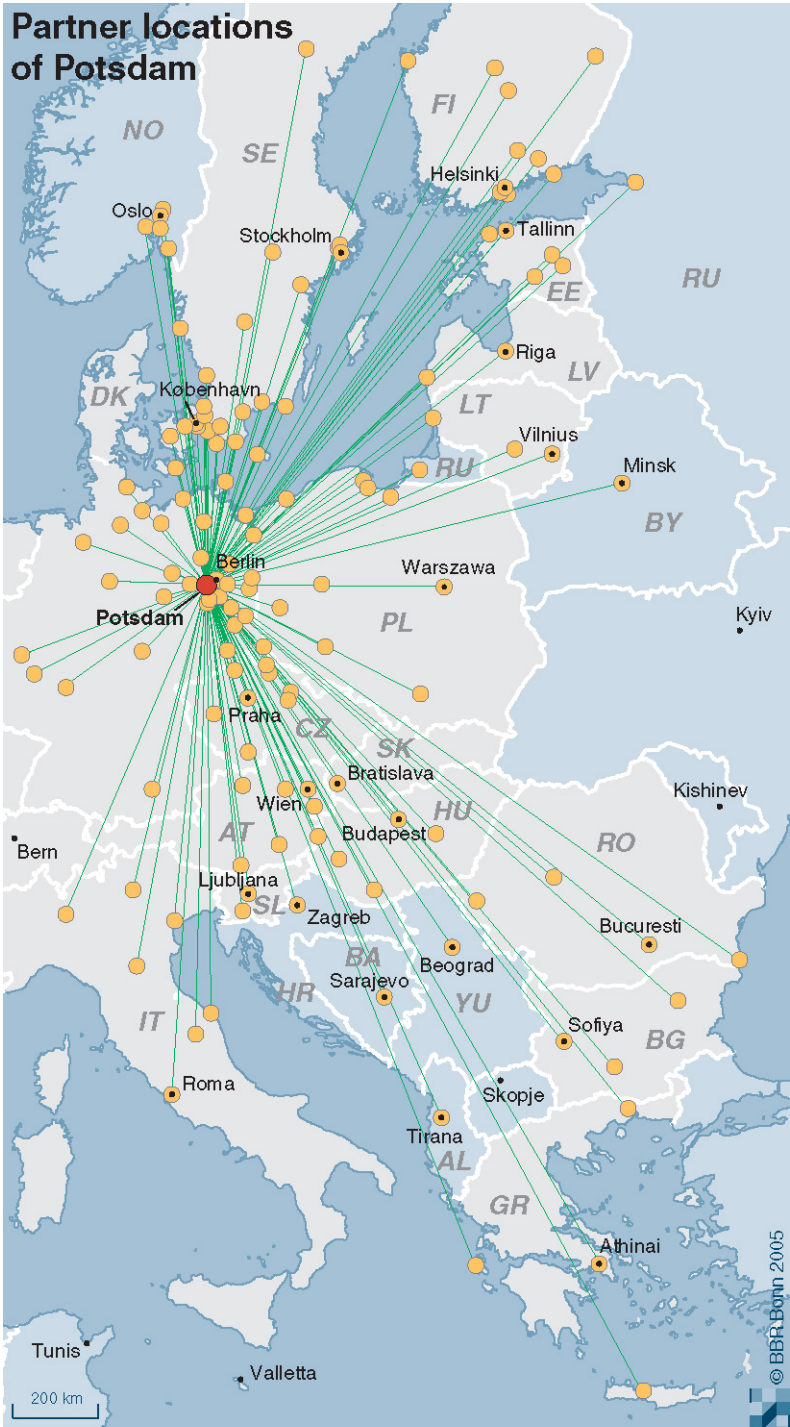 Partner locations
of Potsdam
NO
SE
FI
Helsinki
Oslo
Stockholm
Tallinn
EE
RU
Riga
LV
DK
København
LT
Vilnius
RU
Minsk
BY
Berlin
Warszawa
Potsdam
PL
Kyiv
Praha
CZ
SK
Bratislava
Kishinev
Wien
HU
AT
Budapest
RO
Bern
Ljubljana
SL
Zagreb
Bucuresti
BA
Beograd
Sarajevo
HR
YU
IT
Sofiya
BG
Roma
Skopje
Tirana
AL
GR
Athinai
Tunis
Valletta
200 km
© BBR Bonn 2005